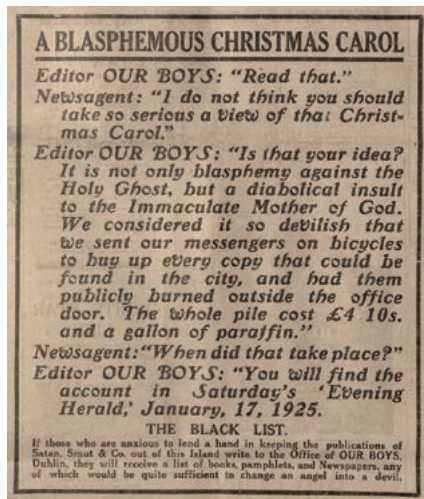 A BLASPHEMOUS CHRISTMAS CAROL
Editor OUR BOYS: “Read that.”
Newsagent: “I do not think you should
take so serious a view of that Christ-
mas Carol.”
Editor OUR BOYS: “Is that your idea?
It is not only blasphemy against the
Holy Ghost, but a diabolical insult
to the Immaculate Mother of God.
We considered it so devilish that
we sent our messengers on bicycles
to buy up every copy that could be
found in the city, and had them
publicly burned outside the office
door. The whole pile cost £4 10s.
and a gallon of paraffin.”
Newsagent: “When did that take place?”
Editor OUR BOYS: “You will find the
account in Saturday's ‘Evening
Herald,’ January, 17, 1925.
THE BLACK LIST.
If those who are anxious to lend a hand in keeping the publications of
Satan, Smut & Co. out of this Island write to the Office of OUR BOYS,
Dublin, they will receive a list of books, pamphlets, and Newspapers, any
of which would be quite sufficient to change an angel into a devil.